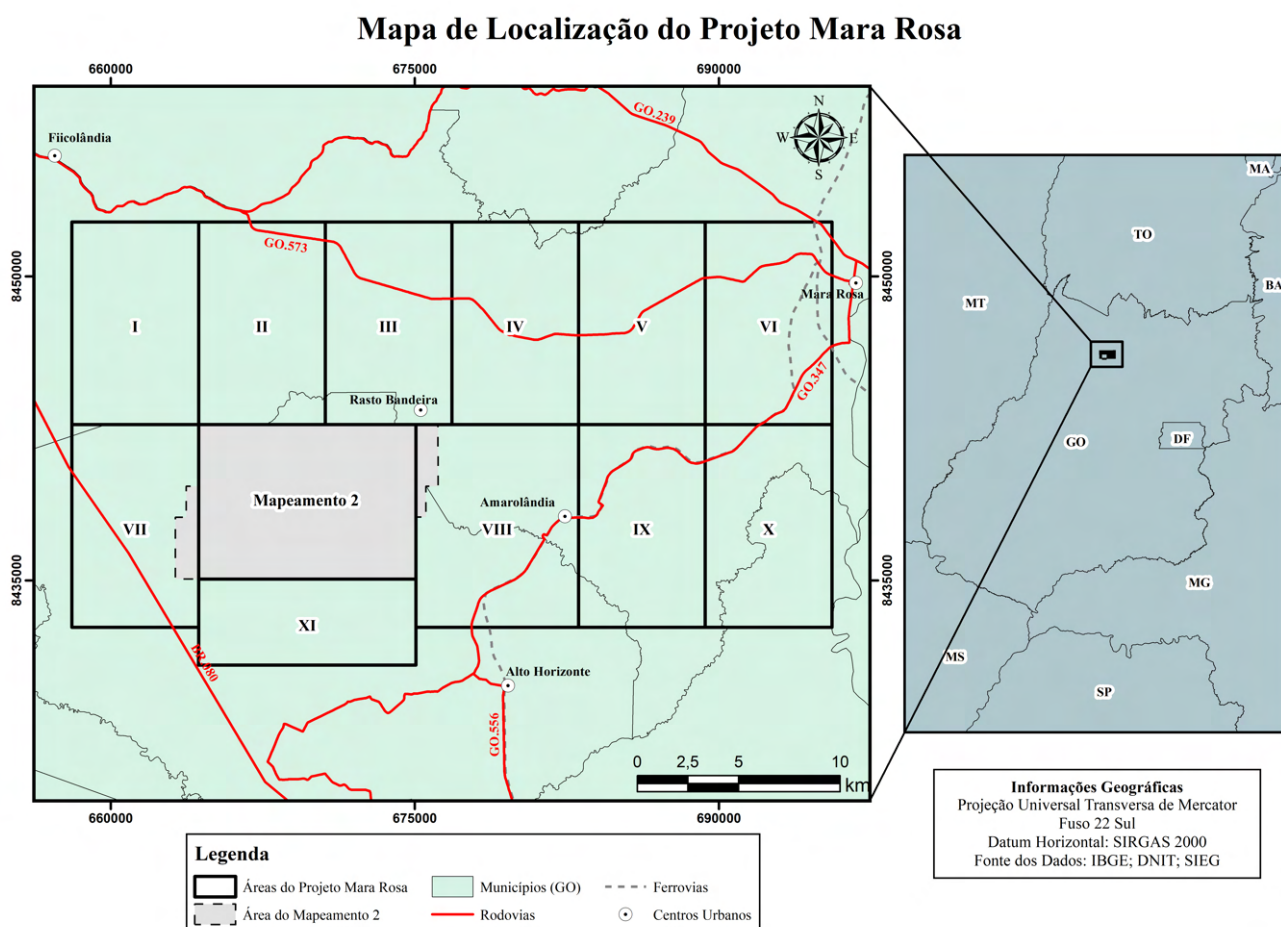 Mapa de Localização do Projeto Mara Rosa
660000 675000 690000
Fiicolândia
GO.239
N
W E
S
8450000
8450000
GO.573
Mara Rosa
I II III IV V VI
GO.347
Rasto Bandeira
Mapeamento 2
Amarolândia
VII VIII IX X
8435000
8435000
XI
BR.080
Alto Horizonte
GO.556
0 2,5 5 10
km
660000 675000 690000
MA
TO
BA
MT
GO
DF
MG
MS
SP
Legenda
Áreas do Projeto Mara Rosa Municípios (GO) Ferrovias
Área do Mapeamento 2 Rodovias Centros Urbanos
Informações Geográficas
Projeção Universal Transversa de Mercator
Fuso 22 Sul
Datum Horizontal: SIRGAS 2000
Fonte dos Dados: IBGE; DNIT; SIEG